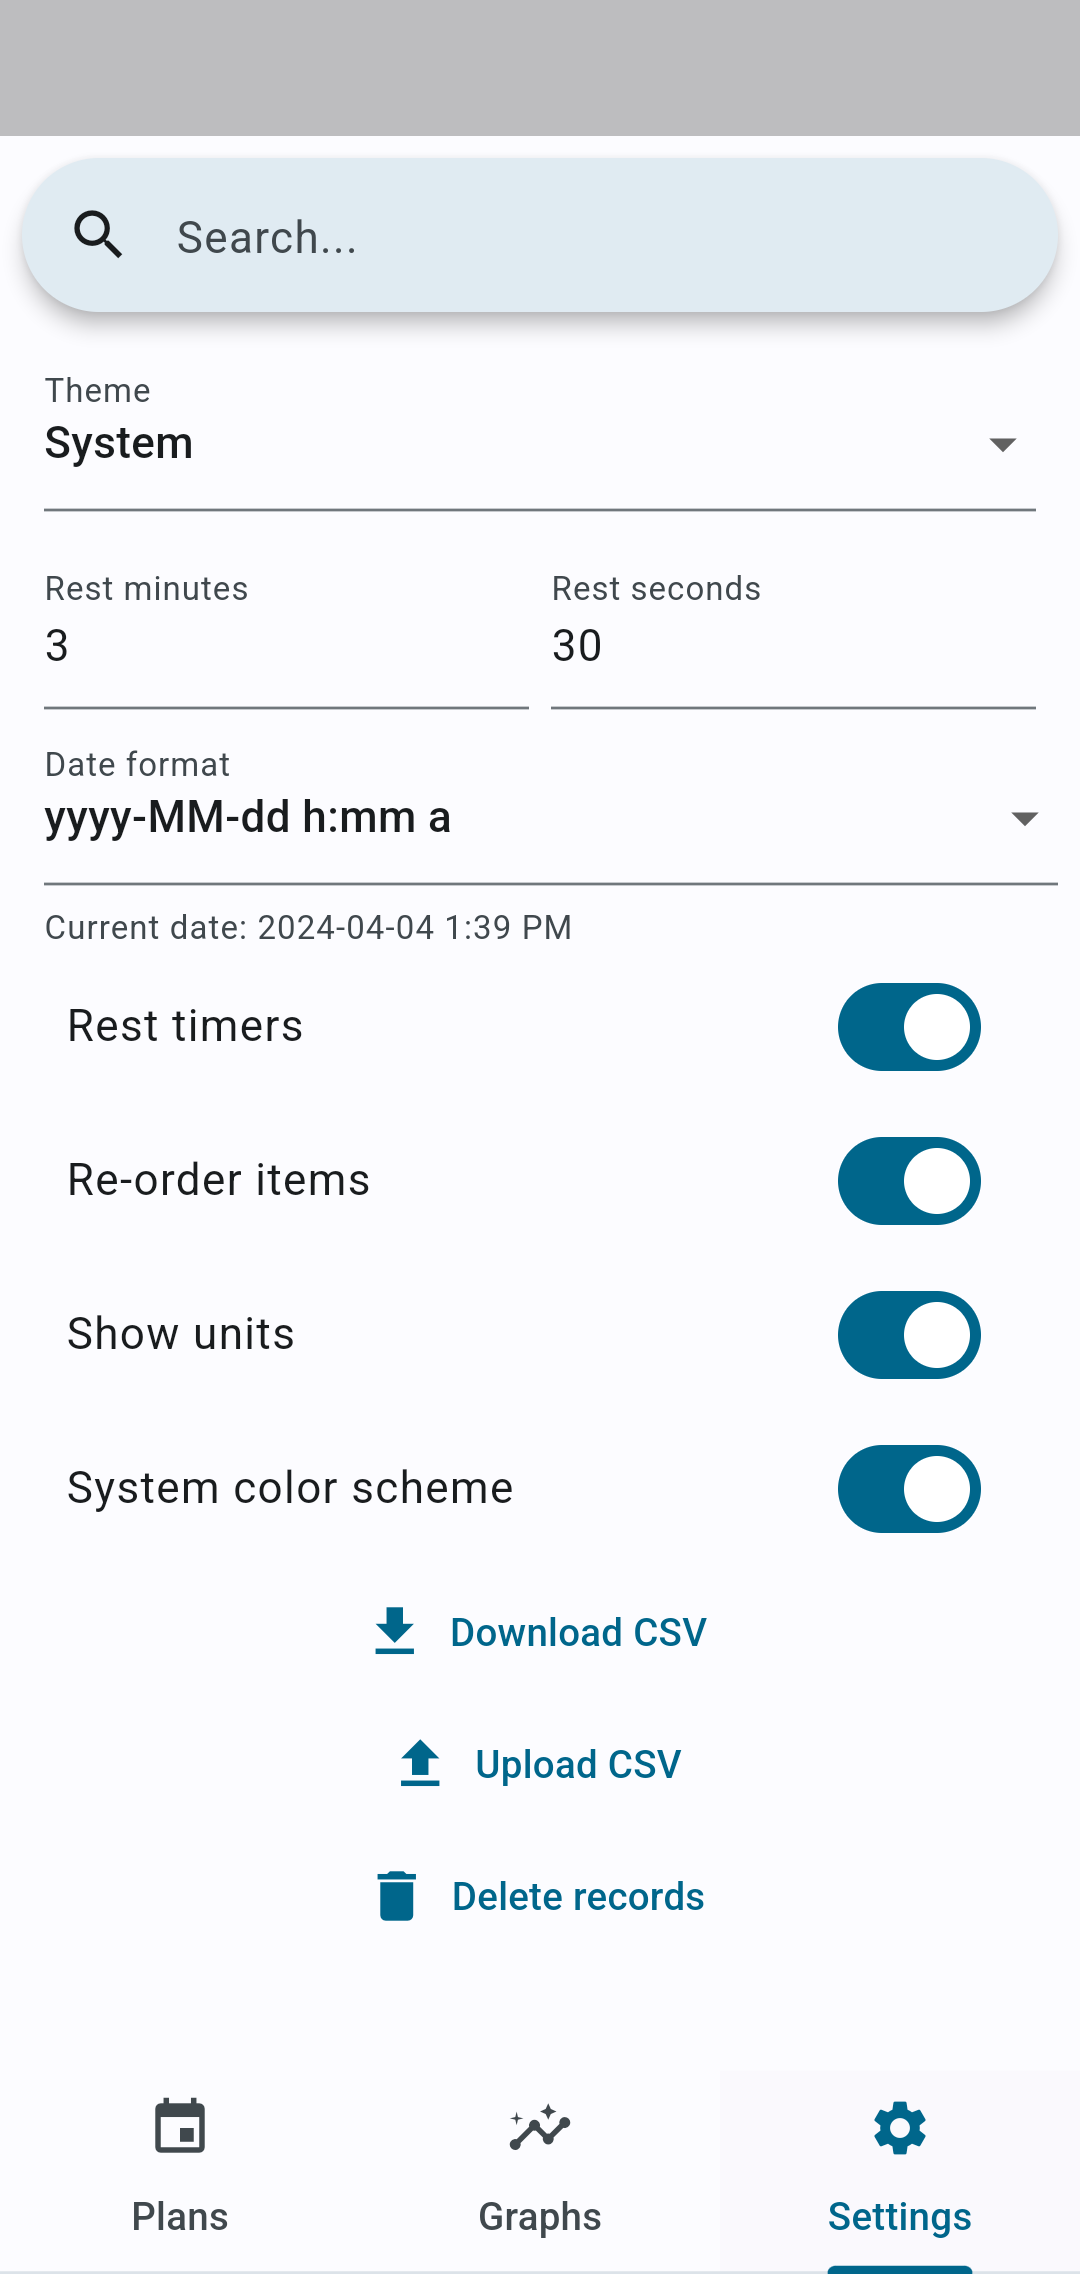 Search...
Theme
System
Rest minutes Rest seconds
3 30
Date format
yyyy-MM-dd h:mm a
Current date: 2024-04-04 1:39 PM
Rest timers
Re-order items
Show units
System color scheme
Download CSV
Upload CSV
Delete records
Plans Graphs Settings